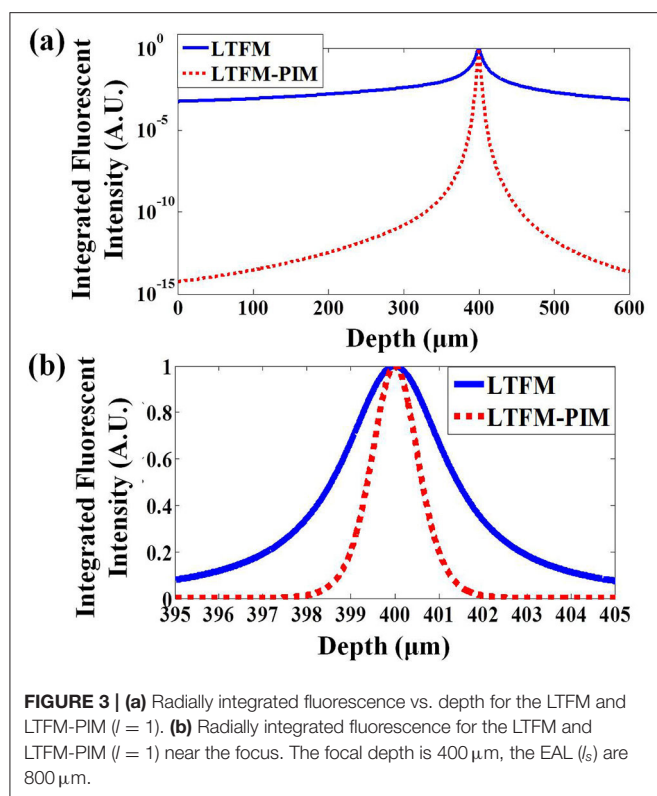 (a)
Integrated Fluorescent
Intensity (A.U.)
10^0
10^-5
10^-10
10^-15
LTFM
LTFM-PIM
0 100 200 300 400 500 600
Depth (μm)
(b)
Integrated Fluorescent
Intensity (A.U.)
1
0.8
0.6
0.4
0.2
0
LTFM
LTFM-PIM
395 396 397 398 399 400 401 402 403 404 405
Depth (μm)
FIGURE 3 | (a) Radially integrated fluorescence vs. depth for the LTFM and
LTFM-PIM (l = 1). (b) Radially integrated fluorescence for the LTFM and
LTFM-PIM (l = 1) near the focus. The focal depth is 400 μm, the EAL (l_s) are
800 μm.